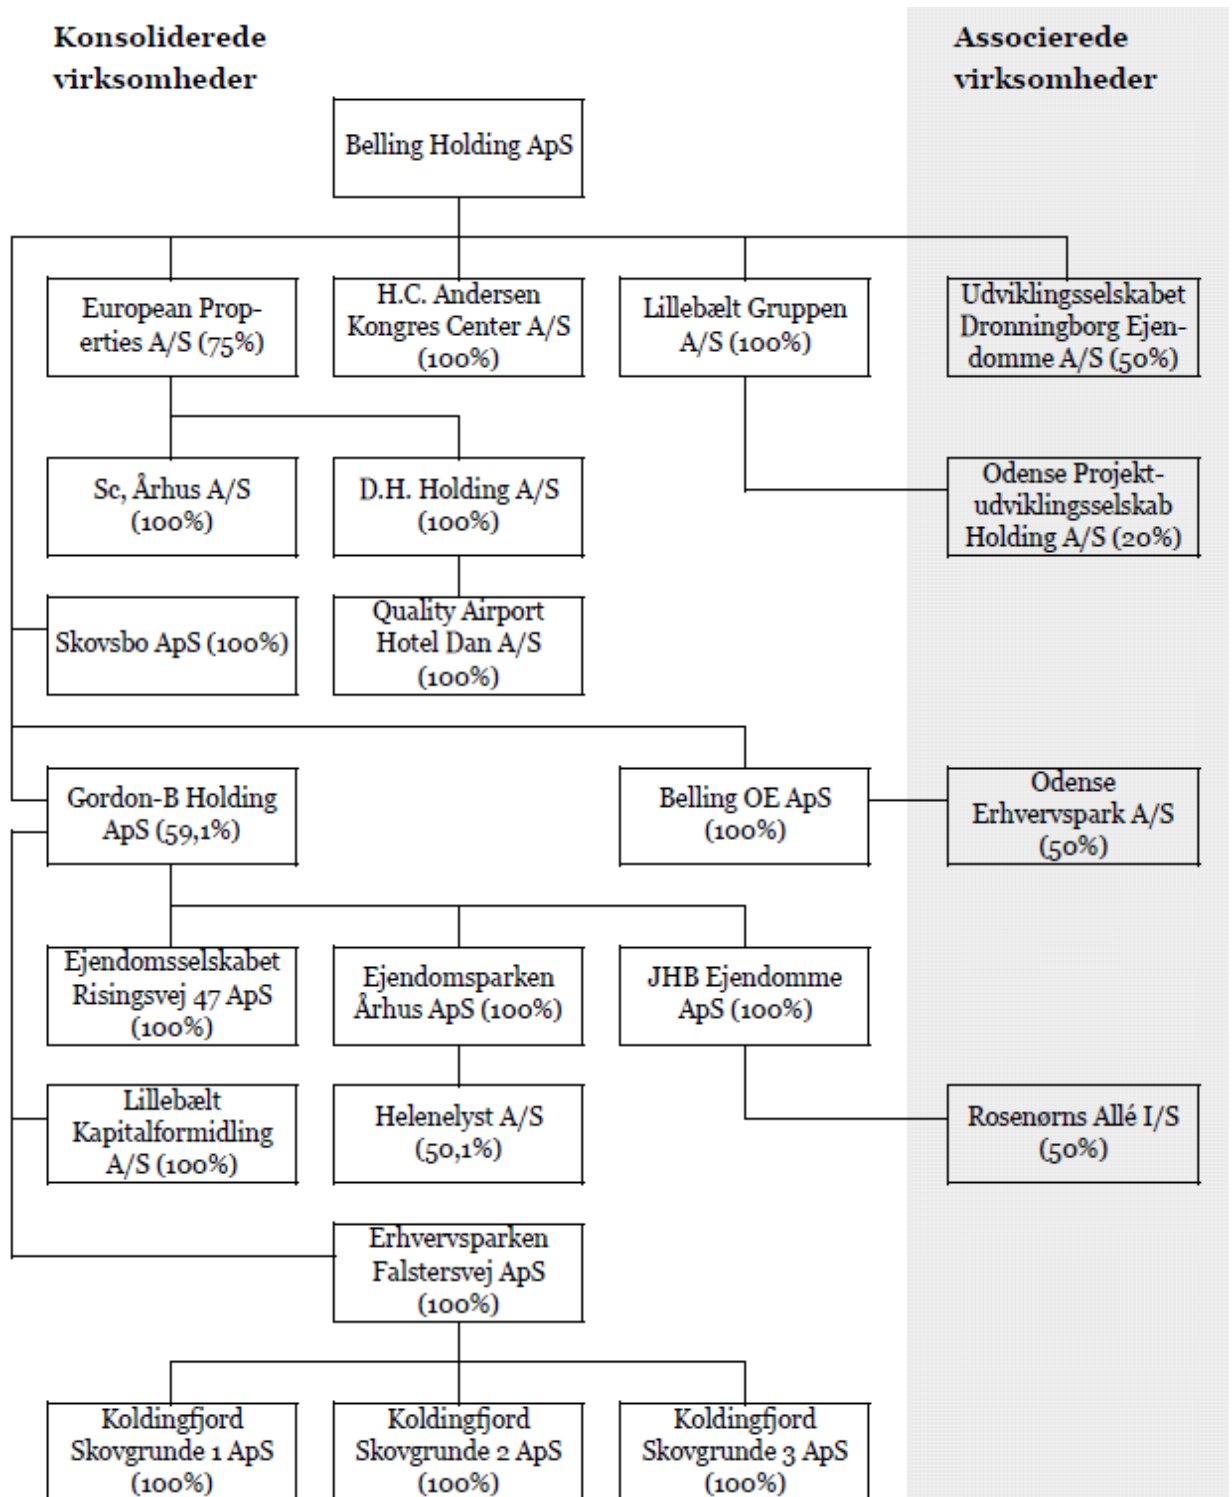 Konsoliderede
virksomheder
Associerede
virksomheder
Belling Holding ApS
European Prop-
erties A/S (75%)
H.C. Andersen
Kongres Center A/S
(100%)
Lillebælt Gruppen
A/S (100%)
Udviklingsselskabet
Dronningborg Ejen-
domme A/S (50%)
Sc, Århus A/S
(100%)
D.H. Holding A/S
(100%)
Odense Projekt-
udviklingsselskab
Holding A/S (20%)
Skovsbo ApS (100%)
Quality Airport
Hotel Dan A/S
(100%)
Gordon-B Holding
ApS (59,1%)
Belling OE ApS
(100%)
Odense
Erhvervspark A/S
(50%)
Ejendomsselskabet
Risingsvej 47 ApS
(100%)
Ejendomsparken
Århus ApS (100%)
JHB Ejendomme
ApS (100%)
Lillebælt
Kapitalformidling
A/S (100%)
Helenelyst A/S
(50,1%)
Rosenørns Allé I/S
(50%)
Erhvervsparken
Falstersvej ApS
(100%)
Koldingfjord
Skovgrunde 1 ApS
(100%)
Koldingfjord
Skovgrunde 2 ApS
(100%)
Koldingfjord
Skovgrunde 3 ApS
(100%)